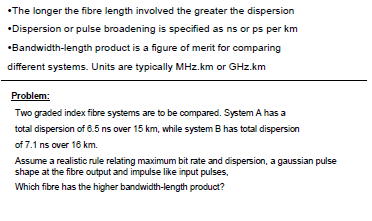 •The longer the fibre length involved the greater the dispersion
•Dispersion or pulse broadening is specified as ns or ps per km
•Bandwidth-length product is a figure of merit for comparing
different systems. Units are typically MHz.km or GHz.km
Problem:
Two graded index fibre systems are to be compared. System A has a
total dispersion of 6.5 ns over 15 km, while system B has total dispersion
of 7.1 ns over 16 km.
Assume a realistic rule relating maximum bit rate and dispersion, a gaussian pulse
shape at the fibre output and impulse like input pulses,
Which fibre has the higher bandwidth-length product?